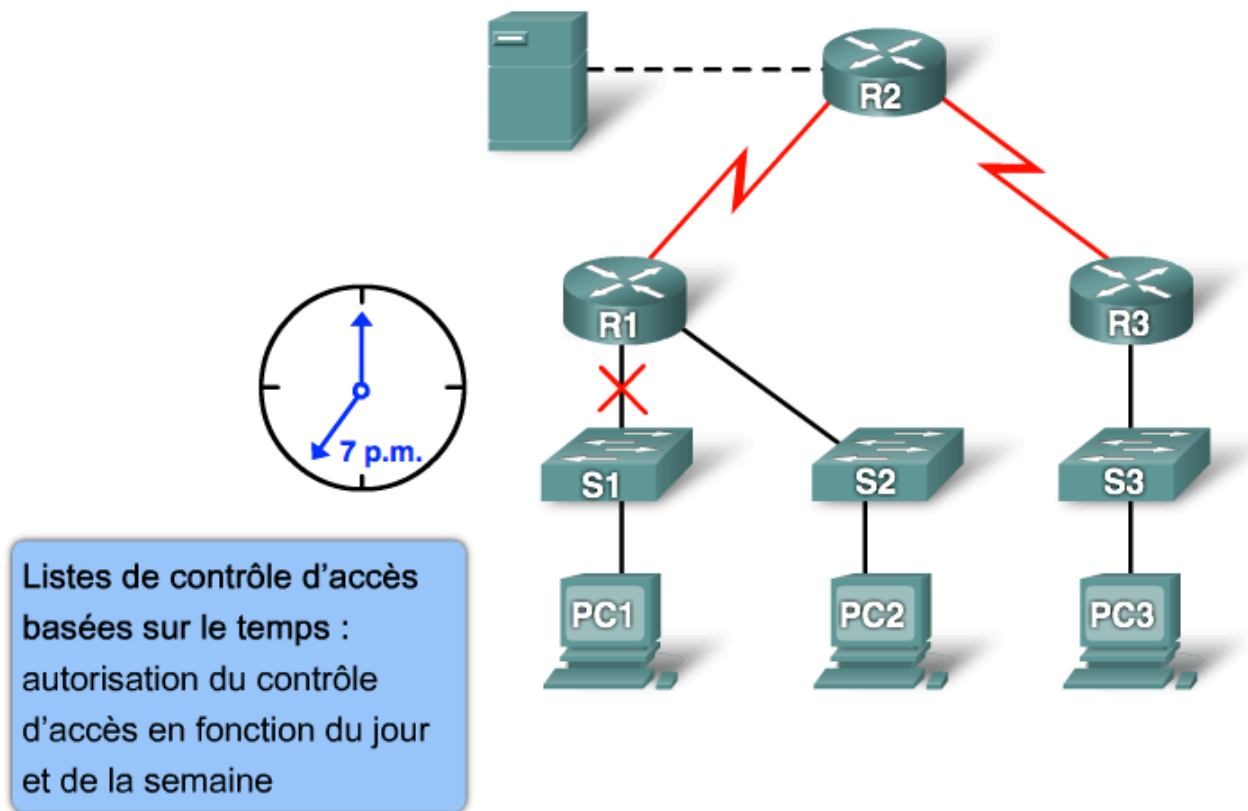 R2
R1
R3
7 p.m.
S1
S2
S3
Listes de contrôle d'accès
basées sur le temps :
autorisation du contrôle
d'accès en fonction du jour
et de la semaine
PC1
PC2
PC3